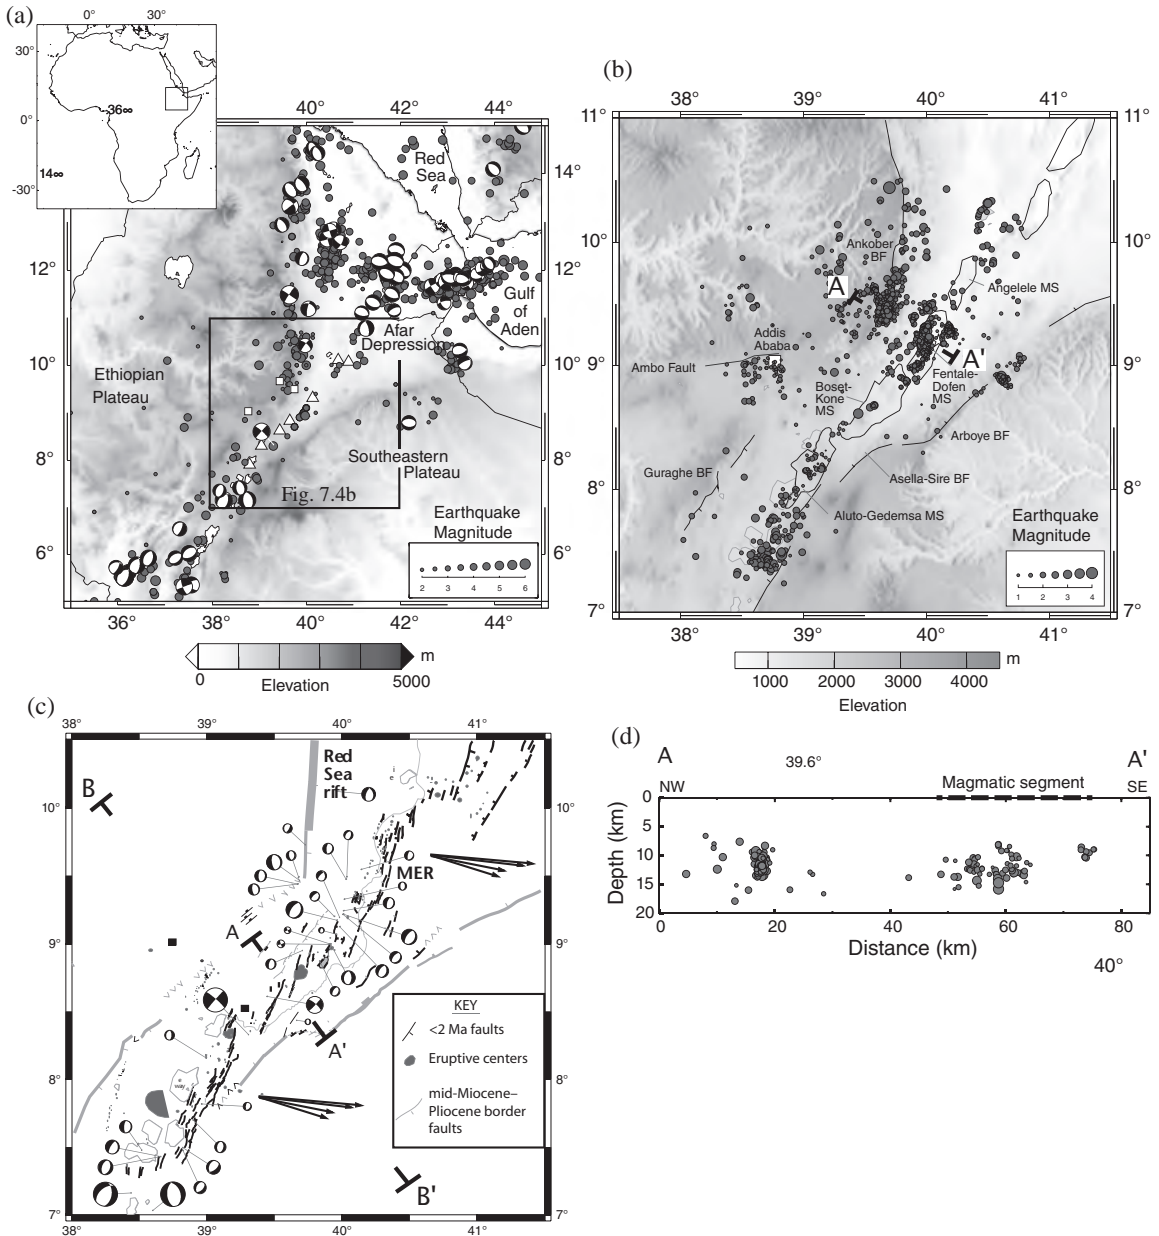 (a)
0° 30°
30°
0°
-30°
36∞
14∞
40° 42° 44°
14°
12°
10°
8°
6°
36° 38° 40° 42° 44°
Red
Sea
Gulf
of
Aden
Afar
Depression
Ethiopian
Plateau
Southeastern
Plateau
Fig. 7.4b
Earthquake
Magnitude
2 3 4 5 6
0 5000 m
Elevation
(b)
38° 39° 40° 41°
11° 11°
10° 10°
9° 9°
8° 8°
7° 7°
38° 39° 40° 41°
Ankober
BF
A
Angelele MS
Addis
Ababa
A'
Ambo Fault
Fentale-
Dofen
MS
Boset-
Kone
MS
Arboye BF
Guraghe BF
Asella-Sire BF
Aluto-Gedemsa MS
Earthquake
Magnitude
1 2 3 4
m
1000 2000 3000 4000
Elevation
(c)
38° 39° 40° 41°
10° 10°
9° 9°
8° 8°
7° 7°
38° 39° 40° 41°
Red
Sea
rift
B
MER
A
A'
B'
KEY
<2 Ma faults
Eruptive centers
mid-Miocene–
Pliocene border
faults
(d)
A 39.6° A'
NW Magmatic segment SE
0
5
10
15
20
Depth (km)
0 20 40 60 80
Distance (km)
40°